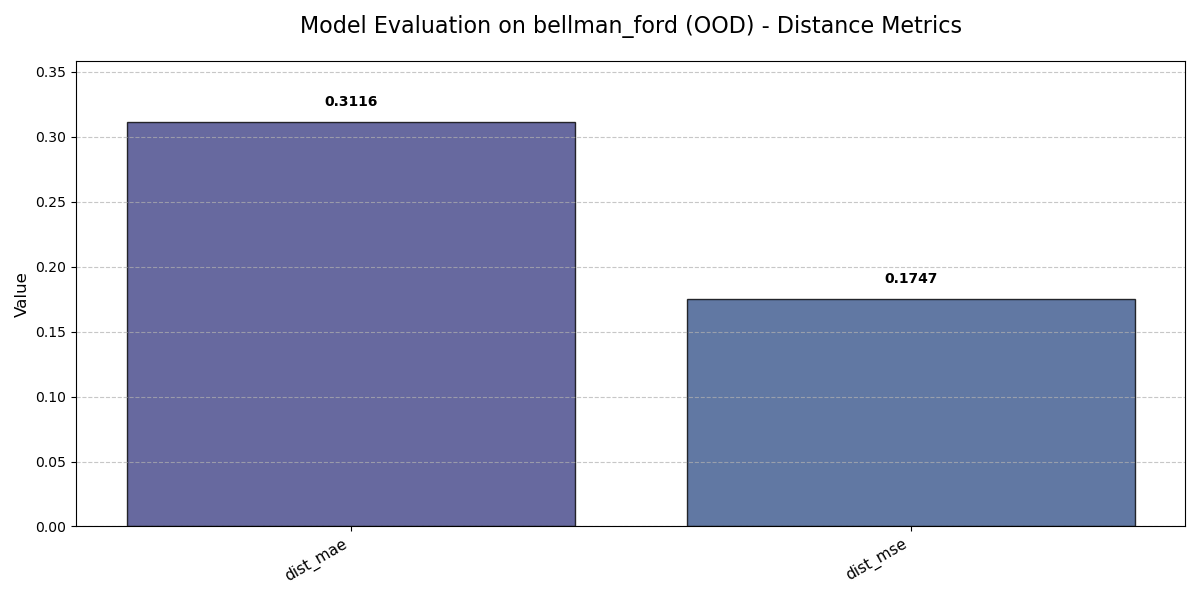 Model Evaluation on bellman_ford (OOD) - Distance Metrics
0.35
0.30
0.25
0.20
0.15
0.10
0.05
0.00
Value
0.3116
0.1747
dist_mae
dist_mse